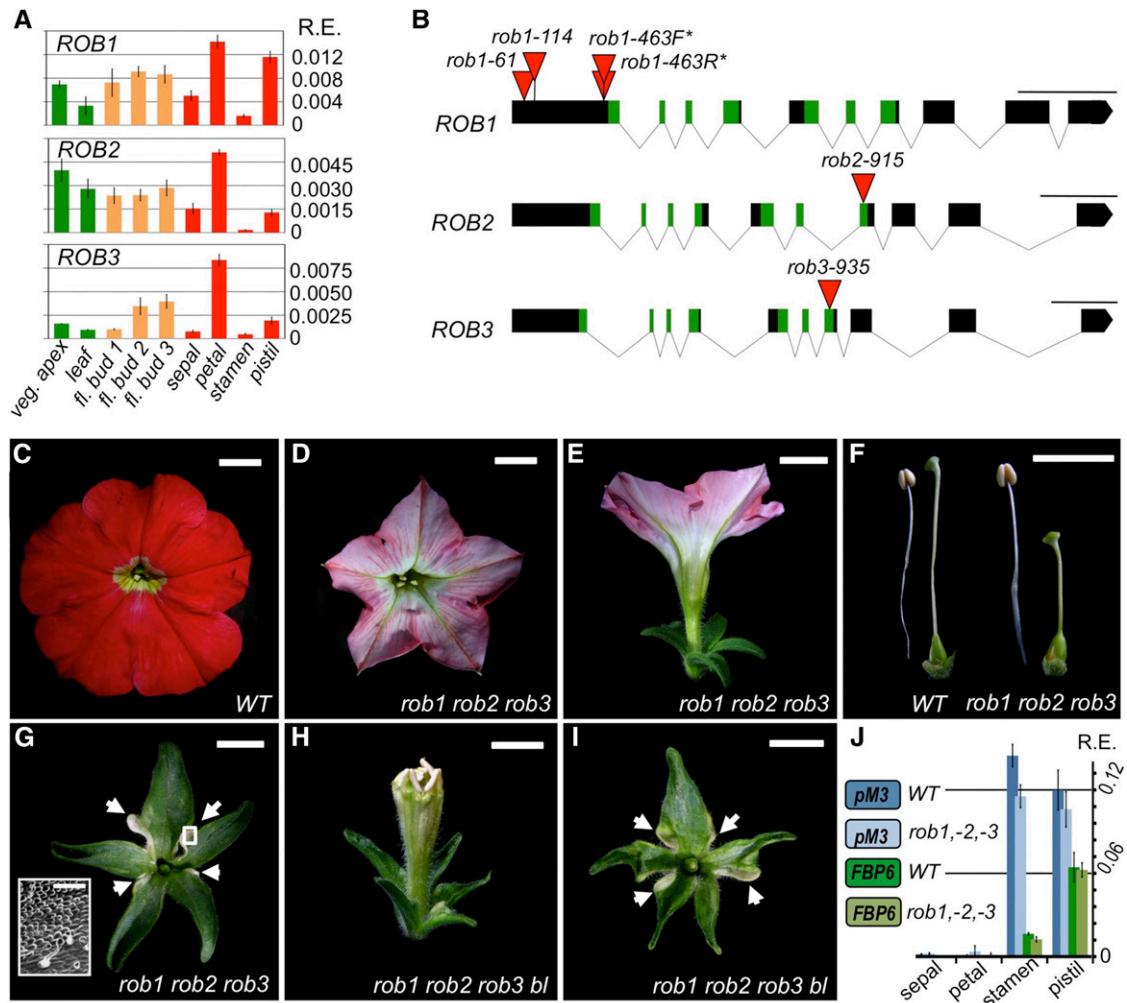 A
R.E.
ROB1
0.012
0.008
0.004
0
ROB2
0.0045
0.0030
0.0015
0
ROB3
0.0075
0.0050
0.0025
0
veg. apex
leaf
fl. bud 1
fl. bud 2
fl. bud 3
sepal
petal
stamen
pistil
B
rob1-114
rob1-463F*
rob1-61
rob1-463R*
ROB1
rob2-915
ROB2
rob3-935
ROB3
C
WT
D
rob1 rob2 rob3
E
rob1 rob2 rob3
F
WT
rob1 rob2 rob3
G
rob1 rob2 rob3
H
rob1 rob2 rob3 bl
I
rob1 rob2 rob3 bl
J
R.E.
pM3 WT
pM3 rob1,-2,-3
FBP6 WT
FBP6 rob1,-2,-3
0.12
0.06
0
sepal
petal
stamen
pistil